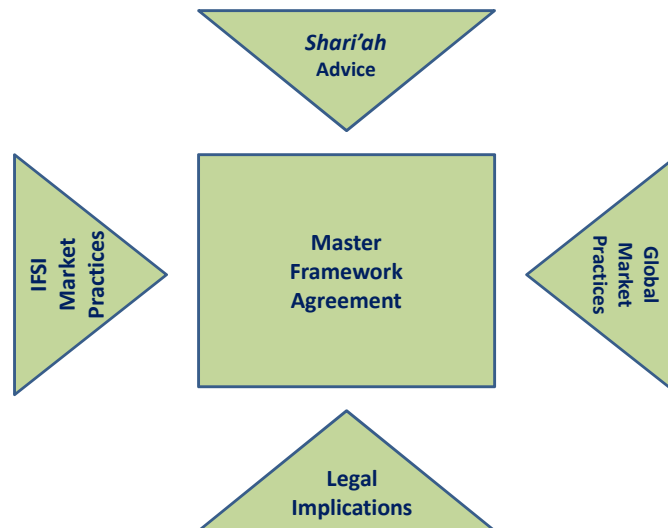 Shari'ah
Advice
IFSI
Market
Practices
Master
Framework
Agreement
Global
Market
Practices
Legal
Implications